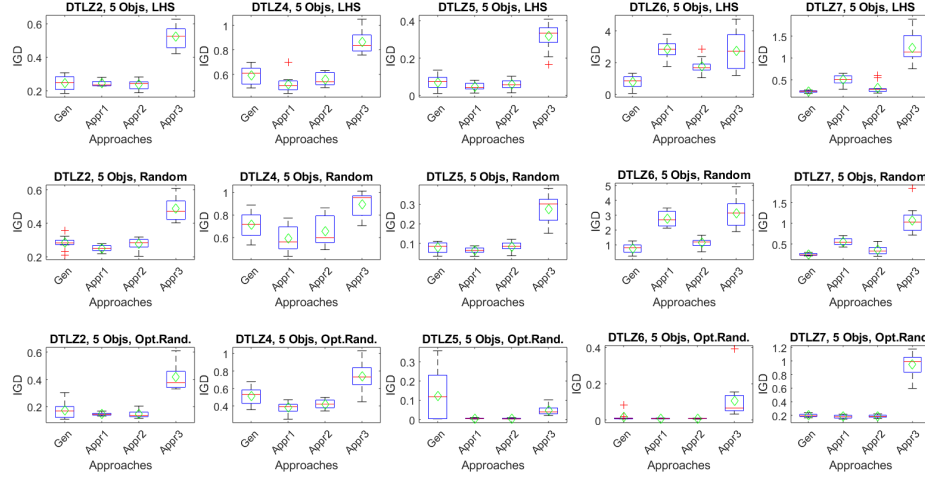 DTLZ2, 5 Objs, LHS
DTLZ4, 5 Objs, LHS
DTLZ5, 5 Objs, LHS
DTLZ6, 5 Objs, LHS
DTLZ7, 5 Objs, LHS
IGD
0.6
0.4
0.2
Gen
Appr1
Appr2
Appr3
Approaches
IGD
1
0.8
0.6
Gen
Appr1
Appr2
Appr3
Approaches
IGD
0.4
0.2
0
Gen
Appr1
Appr2
Appr3
Approaches
IGD
4
2
0
Gen
Appr1
Appr2
Appr3
Approaches
IGD
1.5
1
0.5
Gen
Appr1
Appr2
Appr3
Approaches
DTLZ2, 5 Objs, Random
DTLZ4, 5 Objs, Random
DTLZ5, 5 Objs, Random
DTLZ6, 5 Objs, Random
DTLZ7, 5 Objs, Random
IGD
0.6
0.4
0.2
Gen
Appr1
Appr2
Appr3
Approaches
IGD
1
0.8
0.6
Gen
Appr1
Appr2
Appr3
Approaches
IGD
0.3
0.2
0.1
Gen
Appr1
Appr2
Appr3
Approaches
IGD
5
4
3
2
1
Gen
Appr1
Appr2
Appr3
Approaches
IGD
1.5
1
0.5
Gen
Appr1
Appr2
Appr3
Approaches
DTLZ2, 5 Objs, Opt.Rand.
DTLZ4, 5 Objs, Opt.Rand.
DTLZ5, 5 Objs, Opt.Rand.
DTLZ6, 5 Objs, Opt.Rand.
DTLZ7, 5 Objs, Opt.Rand.
IGD
0.6
0.4
0.2
Gen
Appr1
Appr2
Appr3
Approaches
IGD
1
0.8
0.6
0.4
Gen
Appr1
Appr2
Appr3
Approaches
IGD
0.3
0.2
0.1
0
Gen
Appr1
Appr2
Appr3
Approaches
IGD
0.4
0.2
0
Gen
Appr1
Appr2
Appr3
Approaches
IGD
1.2
1
0.8
0.6
0.4
0.2
Gen
Appr1
Appr2
Appr3
Approaches